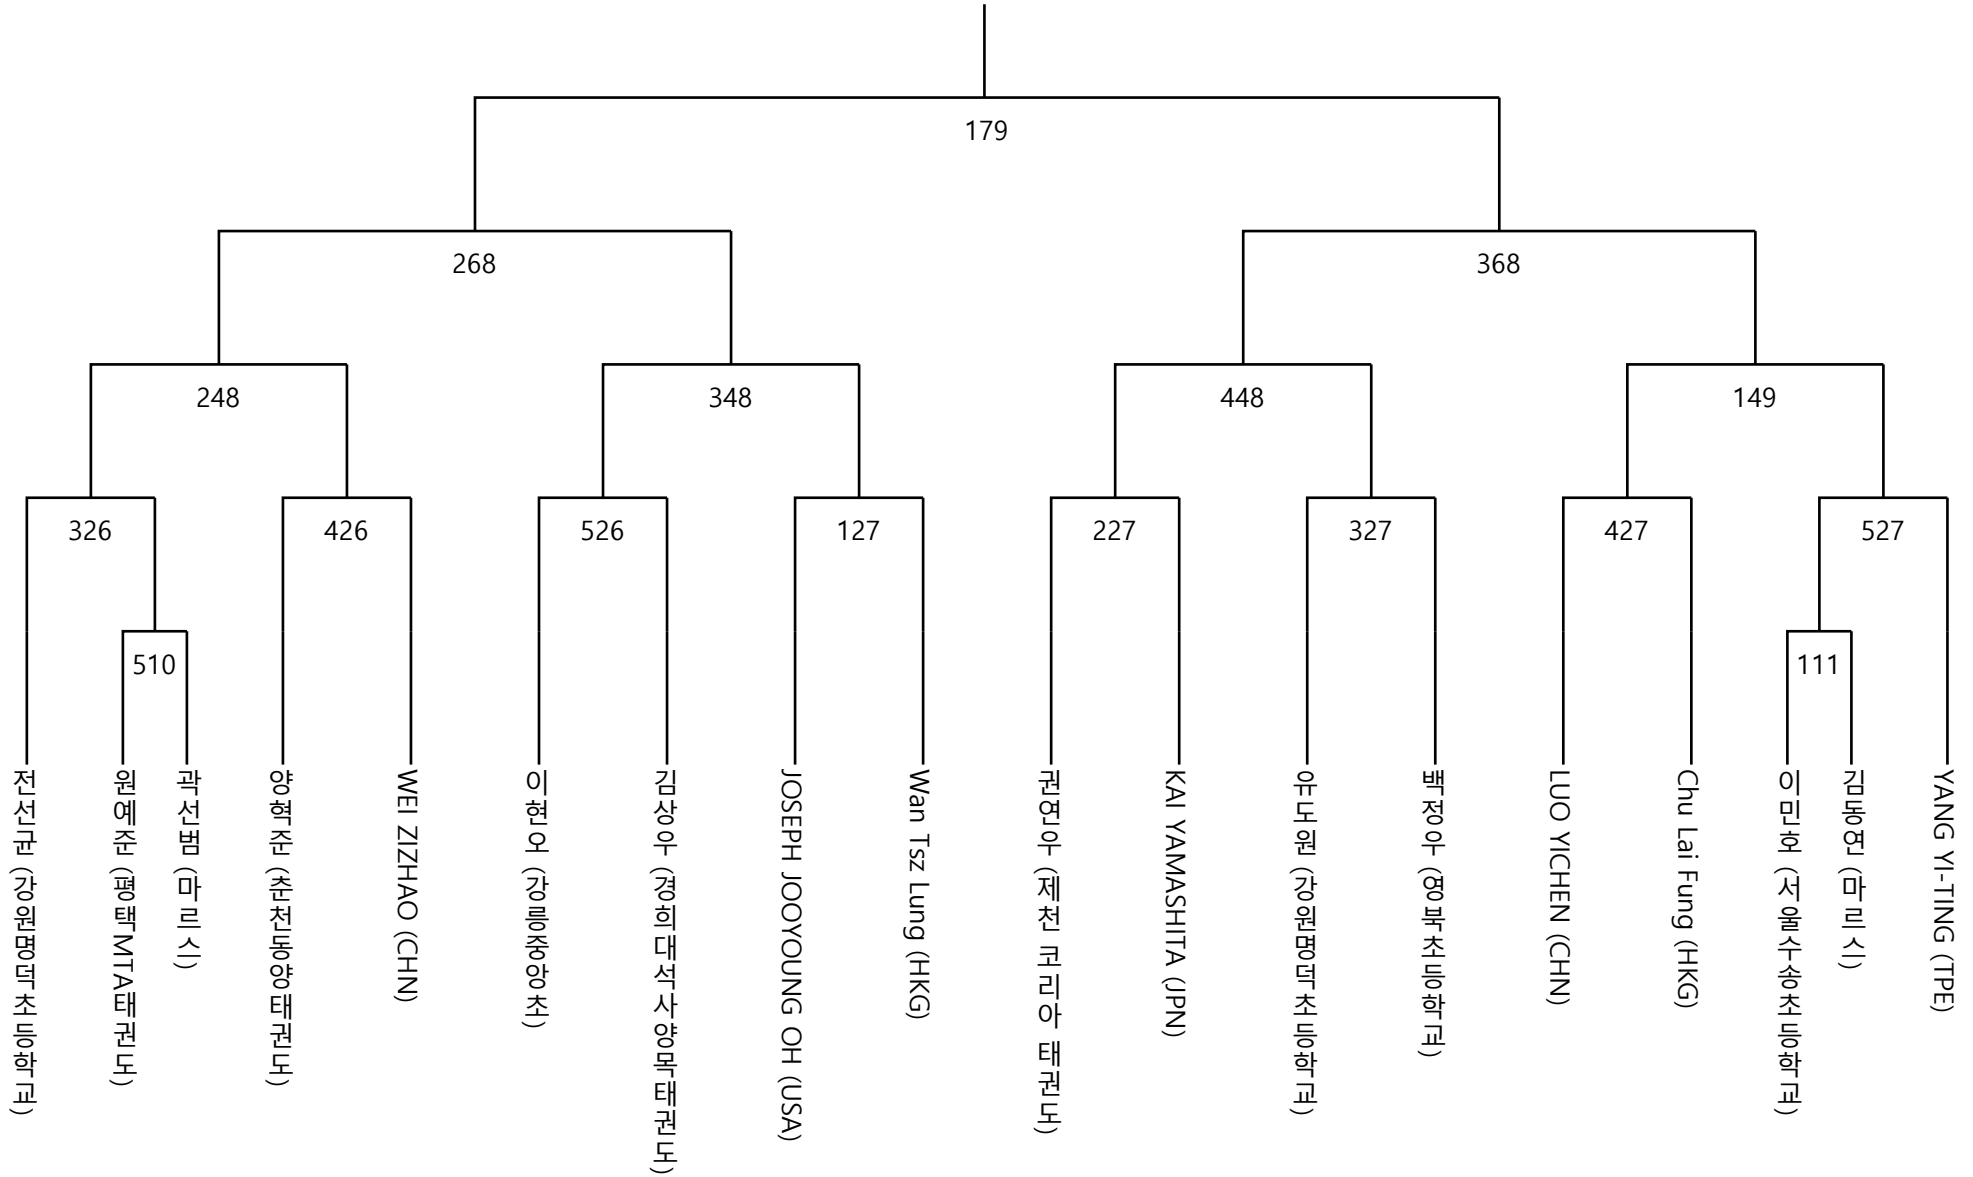 179
268
368
248
348
448
149
326
426
526
127
227
327
427
527
510
111
전선균 (강원명덕초등학교)
원예준 (평택MTA태권도)
곽선범 (마르스)
양혁준 (춘천동양태권도)
WEI ZIZHAO (CHN)
이현오 (강릉중앙초)
김상우 (경희대석사양목태권도)
JOSEPH JOOYOUNG OH (USA)
Wan Tsz Lung (HKG)
권연우 (제천 코리아 태권도)
KAI YAMASHITA (JPN)
유도원 (강원명덕초등학교)
백정우 (영북초등학교)
LUO YICHEN (CHN)
Chu Lai Fung (HKG)
이민호 (서울수송초등학교)
김동연 (마르스)
YANG YI-TING (TPE)